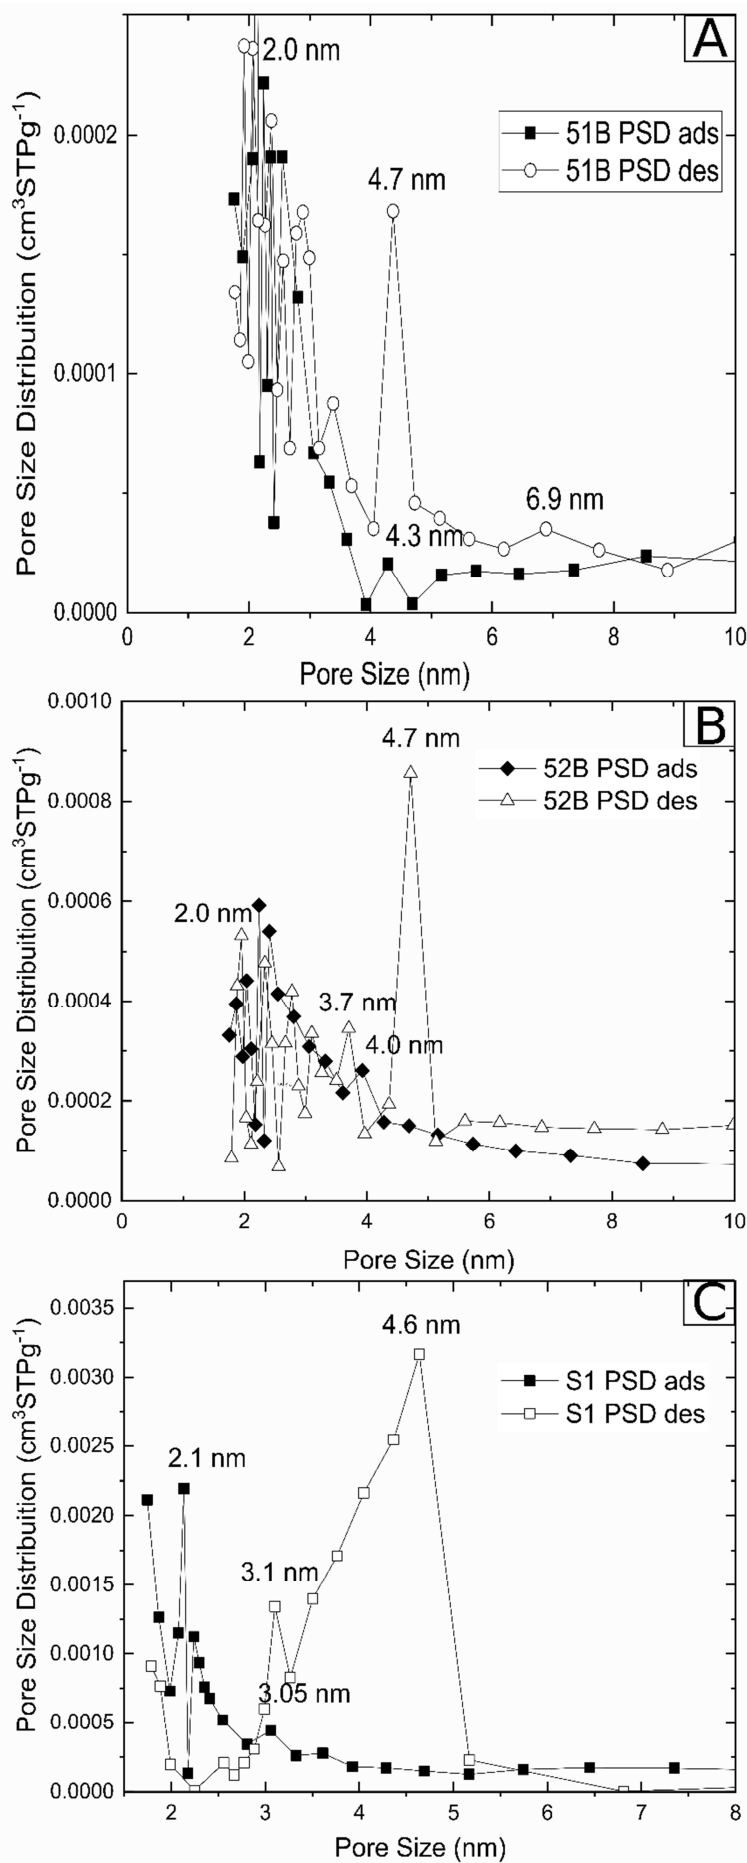 A
2.0 nm
51B PSD ads
51B PSD des
4.7 nm
6.9 nm
4.3 nm
Pore Size Distribuition (cm³STPg⁻¹)
0.0002
0.0001
0.0000
0 2 4 6 8 10
Pore Size (nm)
B
4.7 nm
52B PSD ads
52B PSD des
2.0 nm
3.7 nm
4.0 nm
Pore Size Distribuition (cm³STPg⁻¹)
0.0010
0.0008
0.0006
0.0004
0.0002
0.0000
0 2 4 6 8 10
Pore Size (nm)
C
4.6 nm
S1 PSD ads
S1 PSD des
2.1 nm
3.1 nm
3.05 nm
Pore Size Distribuition (cm³STPg⁻¹)
0.0035
0.0030
0.0025
0.0020
0.0015
0.0010
0.0005
0.0000
2 3 4 5 6 7 8
Pore Size (nm)